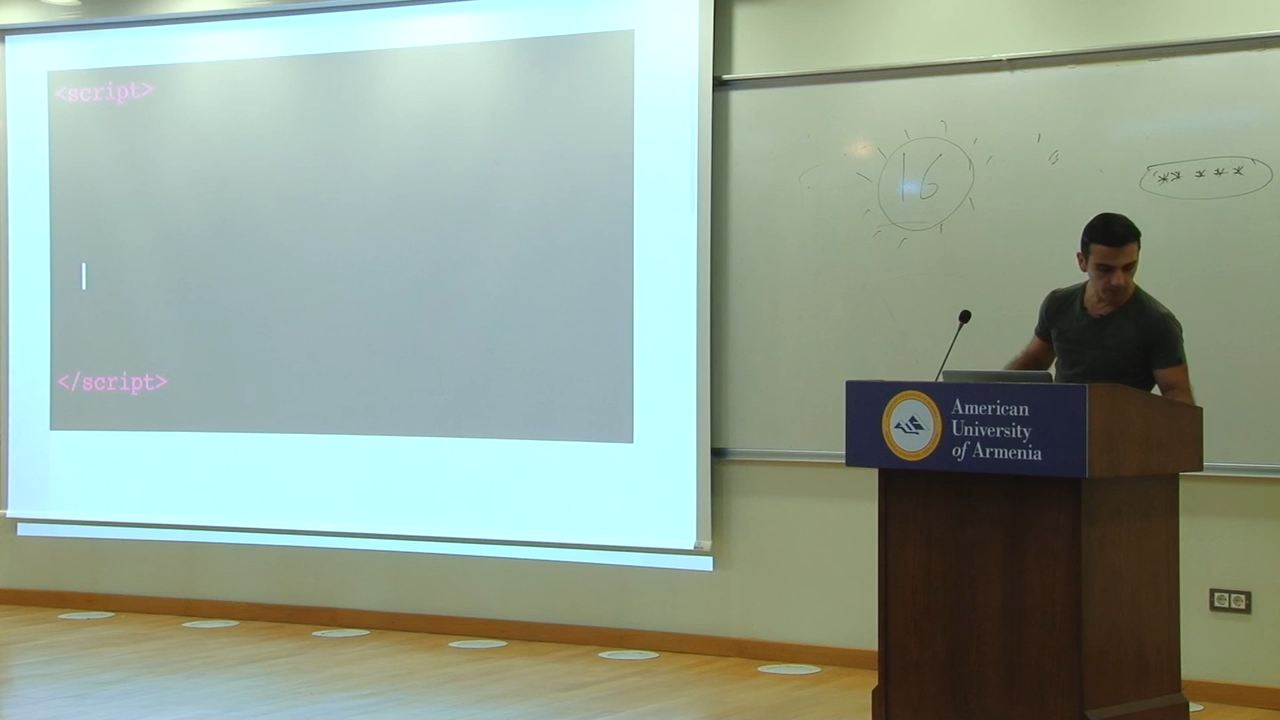 <script>
</script>
16
** ***
American
University
of Armenia